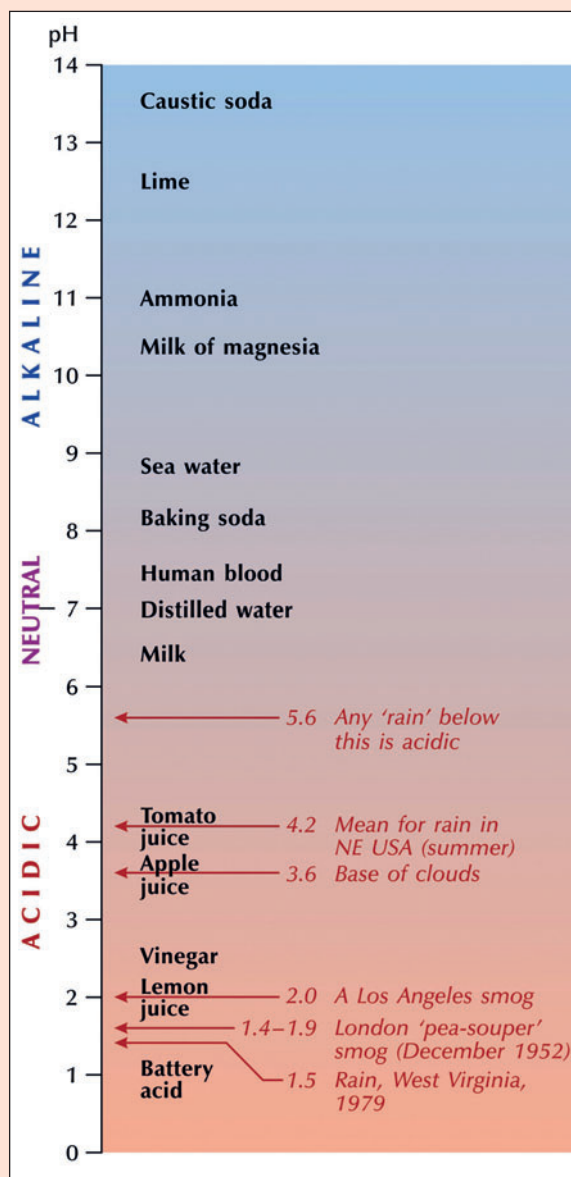 pH
14
Caustic soda
13
Lime
12
ALKALINE
11
Ammonia
Milk of magnesia
10
9
Sea water
Baking soda
8
Human blood
NEUTRAL
7
Distilled water
Milk
6
5.6 Any ‘rain’ below
this is acidic
5
ACIDIC
Tomato
juice
4
4.2 Mean for rain in
NE USA (summer)
Apple
juice
3.6 Base of clouds
3
Vinegar
Lemon
juice
2
2.0 A Los Angeles smog
1.4–1.9 London ‘pea-souper’
smog (December 1952)
Battery
acid
1
1.5 Rain, West Virginia,
1979
0